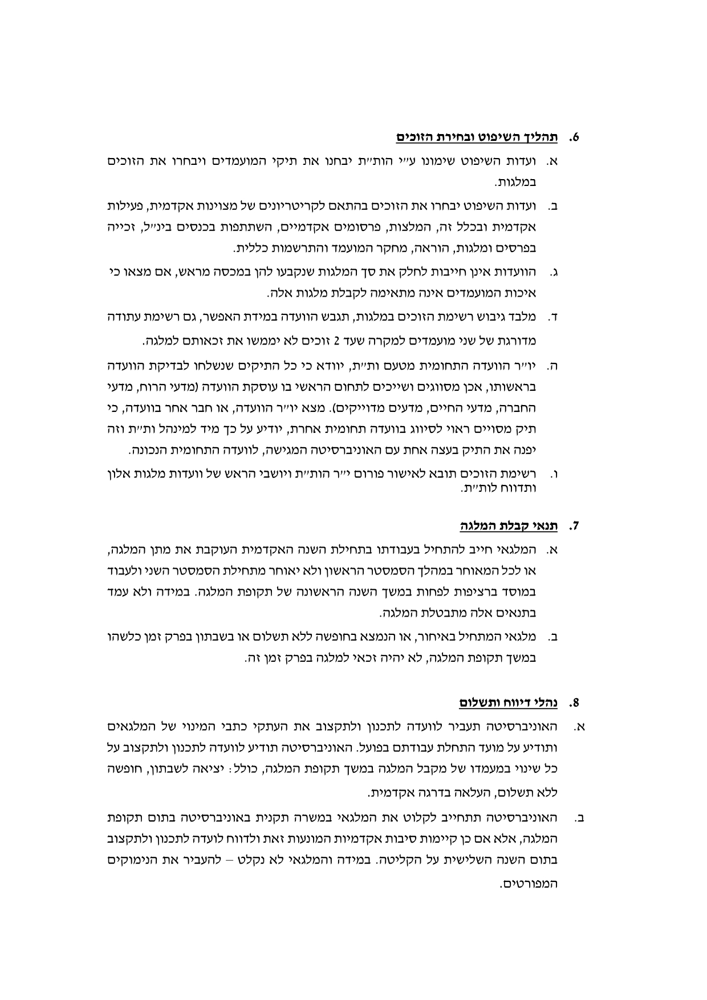 6. תהליך השיפוט ובחירת הזוכים
א. ועדות השיפוט שימונו ע״י הות״ת יבחנו את תיקי המועמדים ויבחרו את הזוכים
במלגות.
ב. ועדות השיפוט יבחרו את הזוכים בהתאם לקריטריונים של מצוינות אקדמית, פעילות
אקדמית ובכלל זה, המלצות, פרסומים אקדמיים, השתתפות בכנסים בינ״ל, זכייה
בפרסים ומלגות, הוראה, מחקר המועמד והתרשמות כללית.
ג. הוועדות אינן חייבות לחלק את סך המלגות שנקבעו להן במכסה מראש, אם מצאו כי
איכות המועמדים אינה מתאימה לקבלת מלגות אלה.
ד. מלבד גיבוש רשימת הזוכים במלגות, תגבש הוועדה במידת האפשר, גם רשימת עתודה
מדורגת של שני מועמדים למקרה שעד 2 זוכים לא יממשו את זכאותם למלגה.
ה. יו״ר הוועדה התחומית מטעם ות״ת, יוודא כי כל התיקים שנשלחו לבדיקת הוועדה
בראשותו, אכן מסווגים ושייכים לתחום הראשי בו עוסקת הוועדה (מדעי הרוח, מדעי
החברה, מדעי החיים, מדעים מדוייקים). מצא יו״ר הוועדה, או חבר אחר בוועדה, כי
תיק מסויים ראוי לסיווג בוועדה תחומית אחרת, יודיע על כך מיד למינהל ות״ת וזה
יפנה את התיק בעצה אחת עם האוניברסיטה המגישה, לוועדה התחומית הנכונה.
ו. רשימת הזוכים תובא לאישור פורום י״ר הות״ת ויושבי הראש של וועדות מלגות אלון
ותדווח לות״ת.
7. תנאי קבלת המלגה
א. המלגאי חייב להתחיל בעבודתו בתחילת השנה האקדמית העוקבת את מתן המלגה,
או לכל המאוחר במהלך הסמסטר הראשון ולא יאוחר מתחילת הסמסטר השני ולעבוד
במוסד ברציפות לפחות במשך השנה הראשונה של תקופת המלגה. במידה ולא עמד
בתנאים אלה מתבטלת המלגה.
ב. מלגאי המתחיל באיחור, או הנמצא בחופשה ללא תשלום או בשבתון בפרק זמן כלשהו
במשך תקופת המלגה, לא יהיה זכאי למלגה בפרק זמן זה.
8. נהלי דיווח ותשלום
א. האוניברסיטה תעביר לוועדה לתכנון ולתקצוב את העתקי כתבי המינוי של המלגאים
ותודיע על מועד התחלת עבודתם בפועל. האוניברסיטה תודיע לוועדה לתכנון ולתקצוב על
כל שינוי במעמדו של מקבל המלגה במשך תקופת המלגה, כולל: יציאה לשבתון, חופשה
ללא תשלום, העלאה בדרגה אקדמית.
ב. האוניברסיטה תתחייב לקלוט את המלגאי במשרה תקנית באוניברסיטה בתום תקופת
המלגה, אלא אם כן קיימות סיבות אקדמיות המונעות זאת ולדווח לועדה לתכנון ולתקצוב
בתום השנה השלישית על הקליטה. במידה והמלגאי לא נקלט – להעביר את הנימוקים
המפורטים.